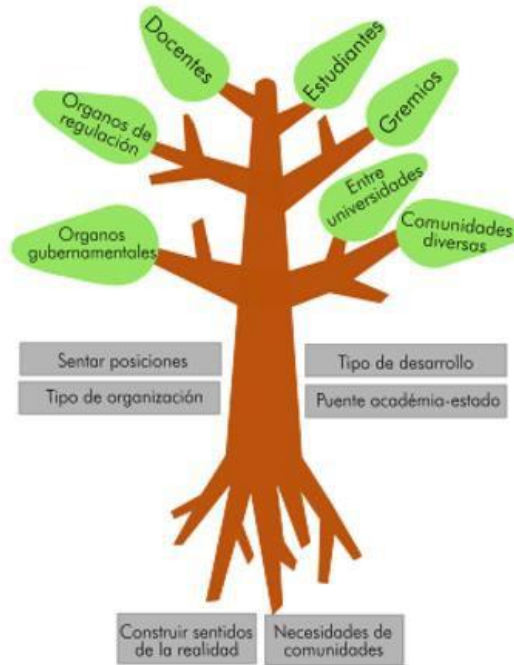 Docentes
Estudiantes
Organos de
regulación
Gremios
Entre
universidades
Organos
gubernamentales
Comunidades
diversas
Sentar posiciones
Tipo de desarrollo
Tipo de organización
Puente académia-estado
Construir sentidos
de la realidad
Necesidades de
comunidades